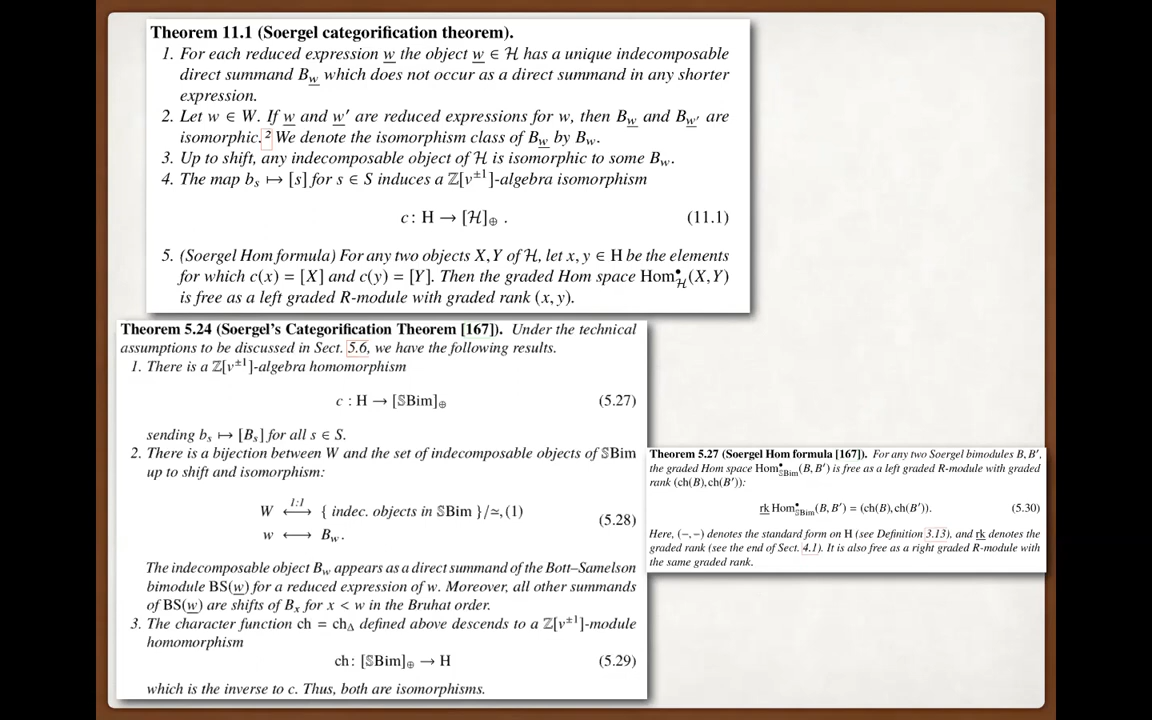 Theorem 11.1 (Soergel categorification theorem).
1. For each reduced expression w the object w ∈ ℋ has a unique indecomposable
direct summand B_w which does not occur as a direct summand in any shorter
expression.
2. Let w ∈ W. If w and w′ are reduced expressions for w, then B_w and B_w′ are
isomorphic.² We denote the isomorphism class of B_w by B_w.
3. Up to shift, any indecomposable object of ℋ is isomorphic to some B_w.
4. The map b_s ↦ [s] for s ∈ S induces a ℤ[v^{±1}]-algebra isomorphism
c : H → [ℋ]_⊕ . (11.1)
5. (Soergel Hom formula) For any two objects X, Y of ℋ, let x, y ∈ H be the elements
for which c(x) = [X] and c(y) = [Y]. Then the graded Hom space Hom^•_ℋ(X, Y)
is free as a left graded R-module with graded rank (x, y).
Theorem 5.24 (Soergel's Categorification Theorem [167]). Under the technical
assumptions to be discussed in Sect. 5.6, we have the following results.
1. There is a ℤ[v^{±1}]-algebra homomorphism
c : H → [𝕊Bim]_⊕ (5.27)
sending b_s ↦ [B_s] for all s ∈ S.
2. There is a bijection between W and the set of indecomposable objects of 𝕊Bim
up to shift and isomorphism:
W ⟷^{1:1} { indec. objects in 𝕊Bim }/≃, (1)
(5.28)
w ⟷ B_w .
The indecomposable object B_w appears as a direct summand of the Bott–Samelson
bimodule BS(w) for a reduced expression of w. Moreover, all other summands
of BS(w) are shifts of B_x for x < w in the Bruhat order.
3. The character function ch = ch_Δ defined above descends to a ℤ[v^{±1}]-module
homomorphism
ch : [𝕊Bim]_⊕ → H (5.29)
which is the inverse to c. Thus, both are isomorphisms.
Theorem 5.27 (Soergel Hom formula [167]). For any two Soergel bimodules B, B′,
the graded Hom space Hom^•_{𝕊Bim}(B, B′) is free as a left graded R-module with graded
rank (ch(B), ch(B′)):
rk Hom^•_{𝕊Bim}(B, B′) = (ch(B), ch(B′)). (5.30)
Here, (−, −) denotes the standard form on H (see Definition 3.13), and rk denotes the
graded rank (see the end of Sect. 4.1). It is also free as a right graded R-module with
the same graded rank.